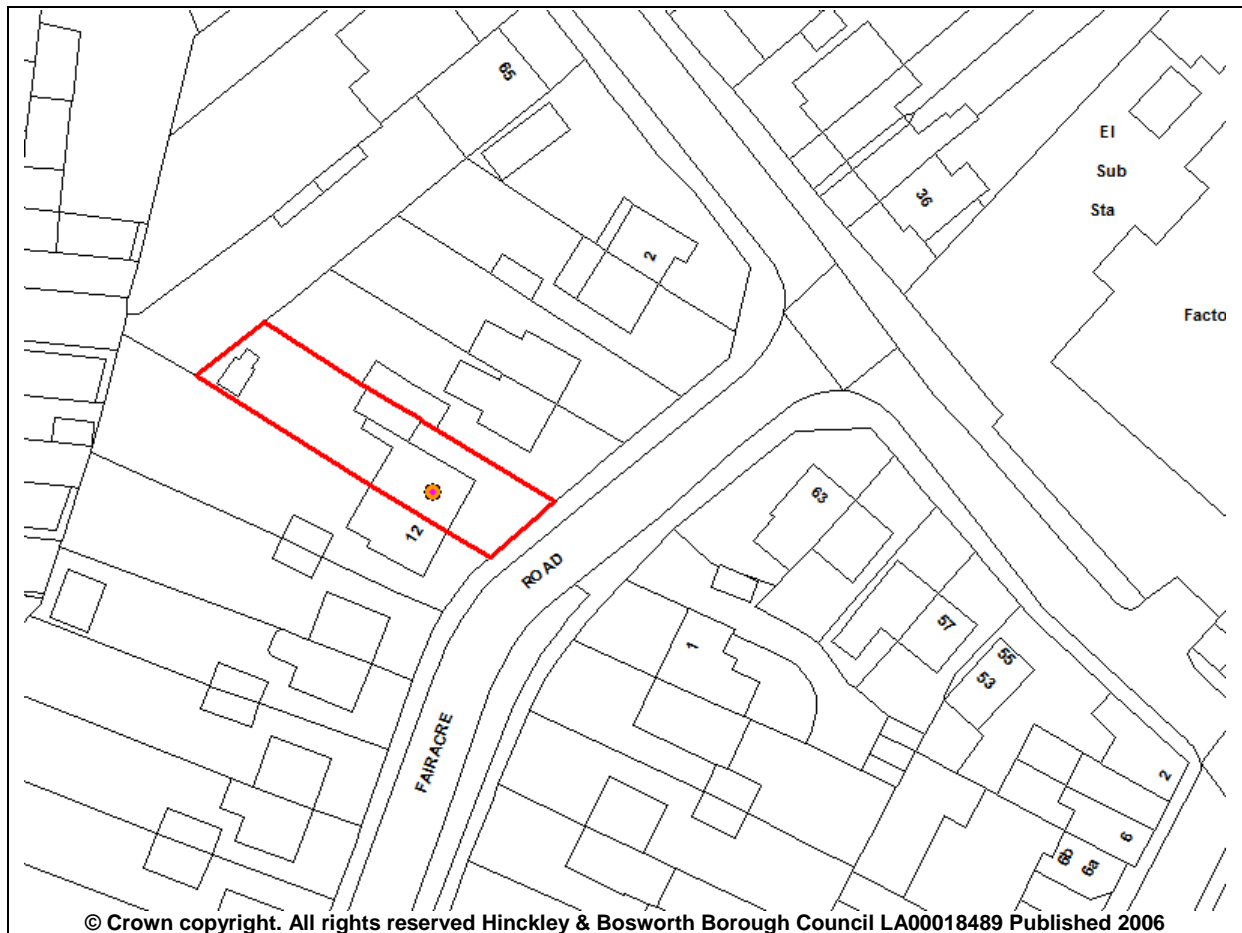 65
El
Sub
Sta
36
2
Facto
63
12
ROAD
57
1
55
53
FAIRACRE
2
6
6b
6a
© Crown copyright. All rights reserved Hinckley & Bosworth Borough Council LA00018489 Published 2006